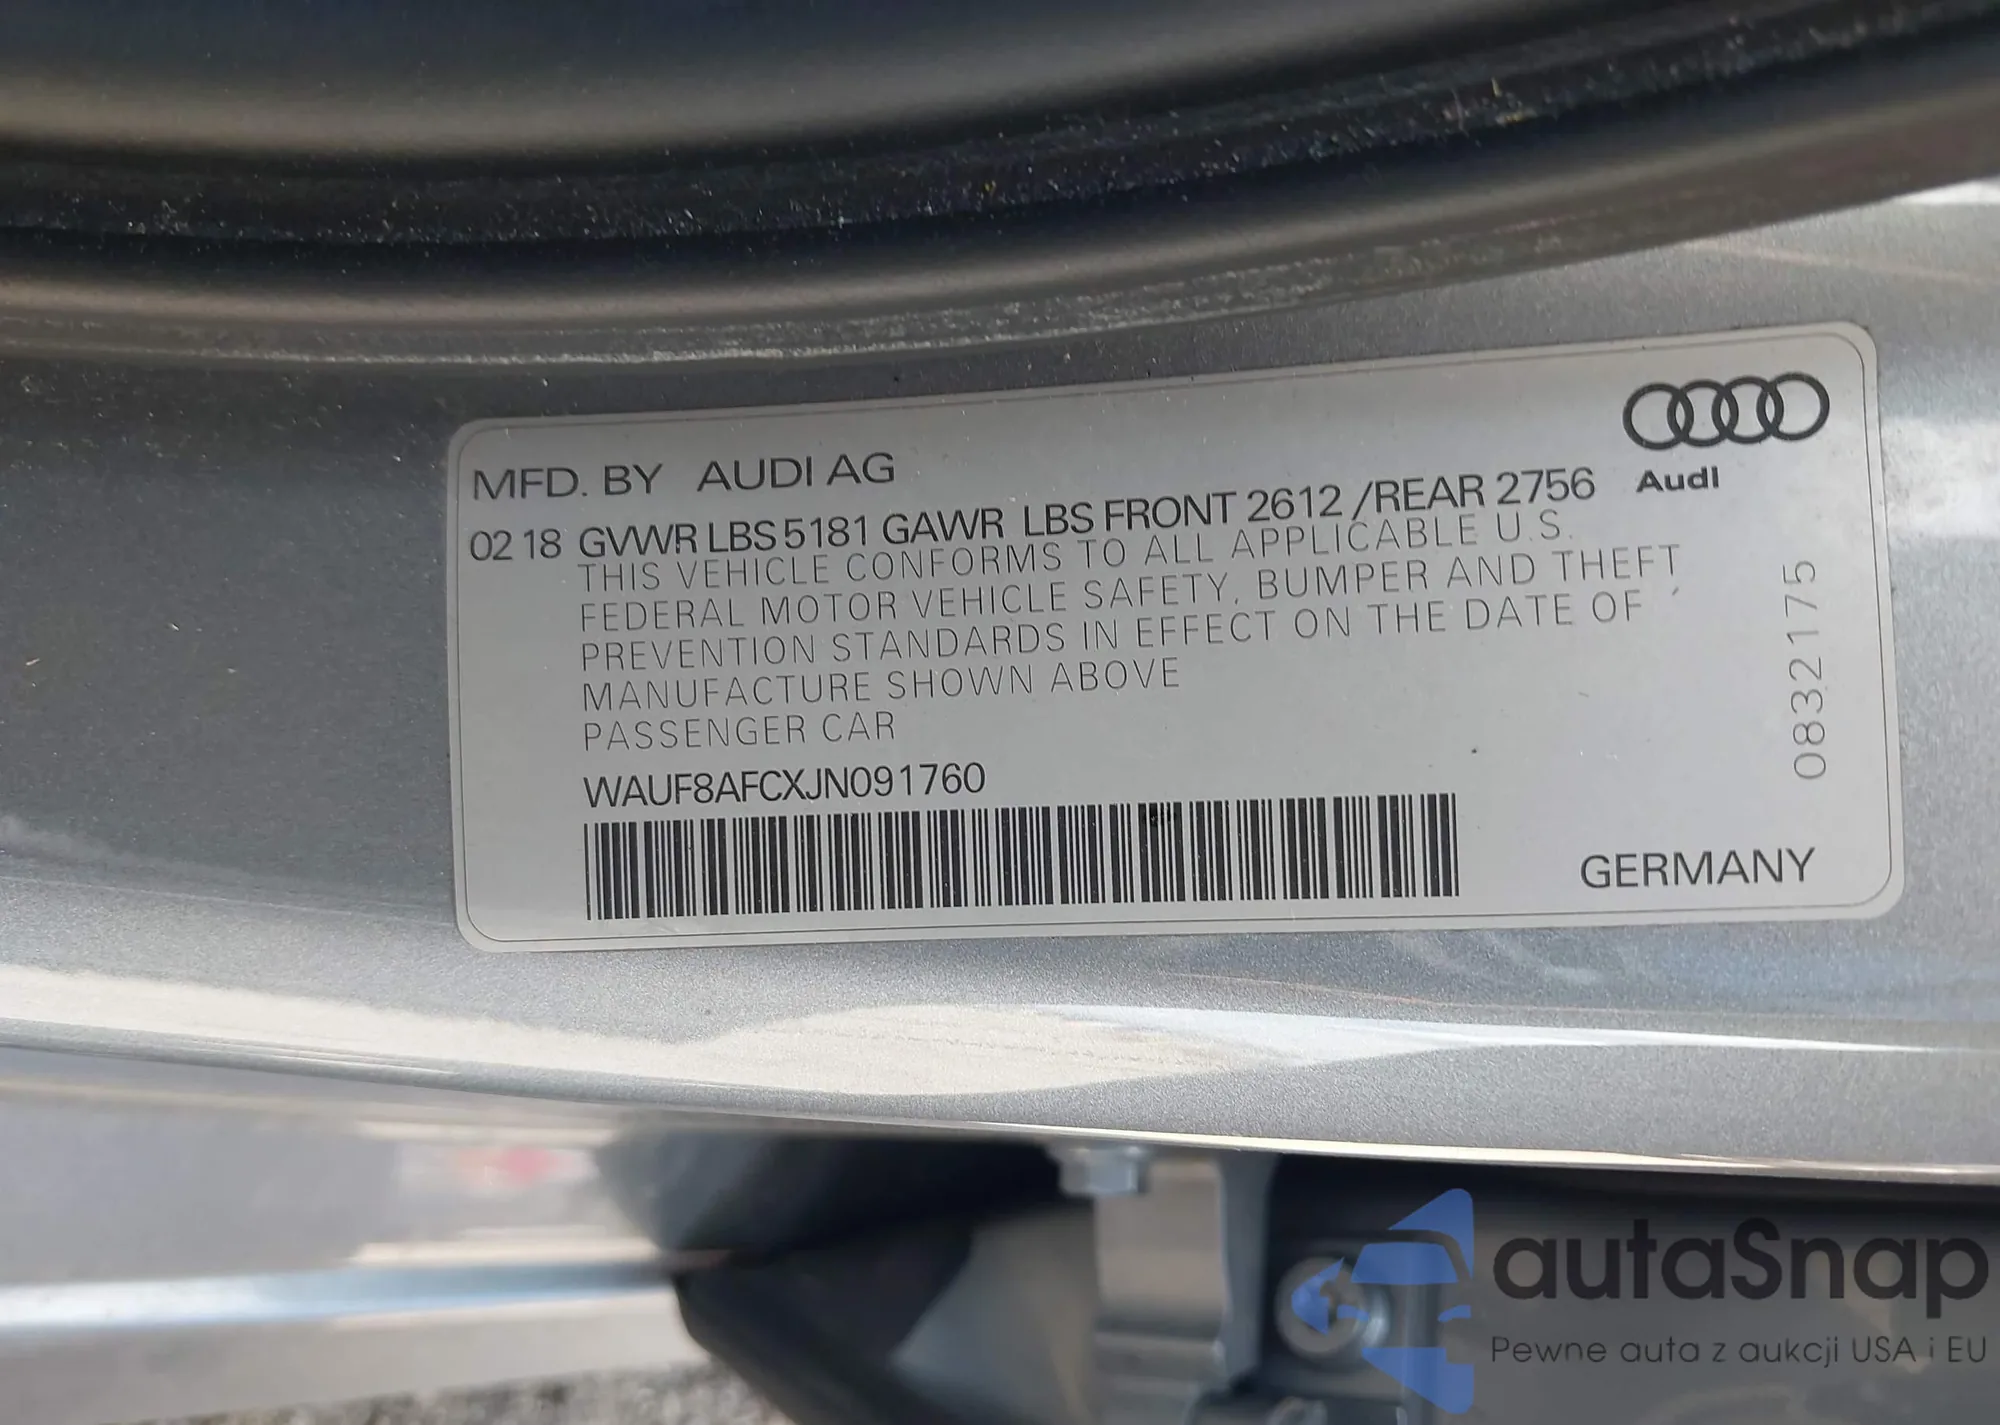 MFD. BY AUDI AG
Audi
02 18 GVWR LBS 5181 GAWR LBS FRONT 2612 /REAR 2756
THIS VEHICLE CONFORMS TO ALL APPLICABLE U.S.
FEDERAL MOTOR VEHICLE SAFETY, BUMPER AND THEFT
PREVENTION STANDARDS IN EFFECT ON THE DATE OF
MANUFACTURE SHOWN ABOVE
PASSENGER CAR
WAUF8AFCXJN091760
0832175
GERMANY
autaSnap
Pewne auta z aukcji USA i EU